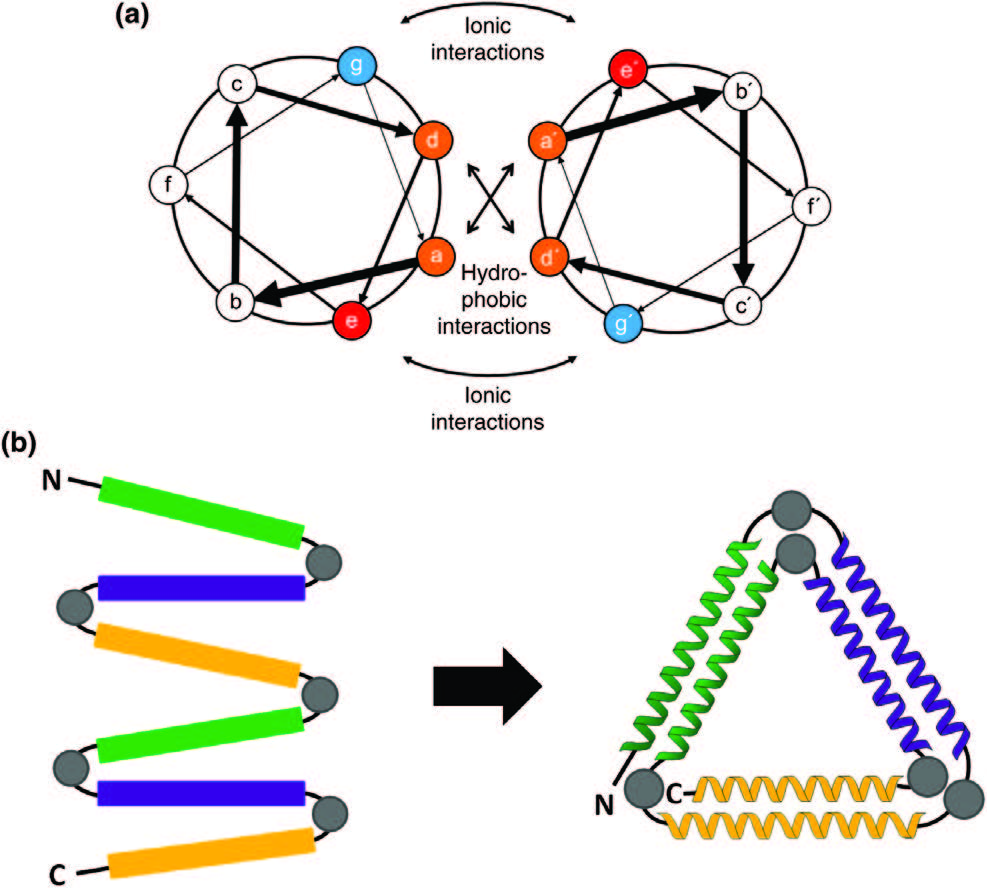 (a)
Ionic
interactions
g
e´
c
b´
d
a´
f
f´
a
d´
Hydro-
phobic
interactions
b
c´
e
g´
Ionic
interactions
(b)
N
N
C
C